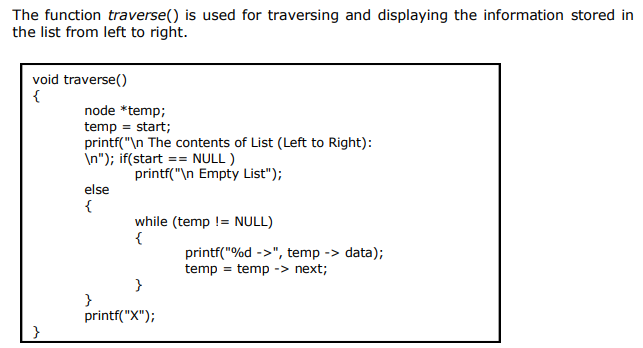 The function traverse() is used for traversing and displaying the information stored in
the list from left to right.
void traverse()
{
node *temp;
temp = start;
printf("\n The contents of List (Left to Right):
\n"); if(start == NULL )
printf("\n Empty List");
else
{
while (temp != NULL)
{
printf("%d ->", temp -> data);
temp = temp -> next;
}
}
printf("X");
}